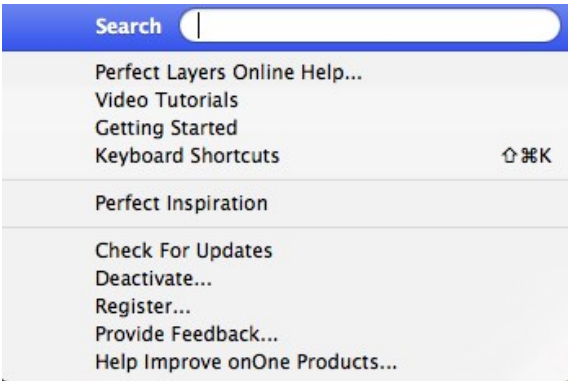 Search
Perfect Layers Online Help...
Video Tutorials
Getting Started
Keyboard Shortcuts ⇧⌘K
Perfect Inspiration
Check For Updates
Deactivate...
Register...
Provide Feedback...
Help Improve onOne Products...